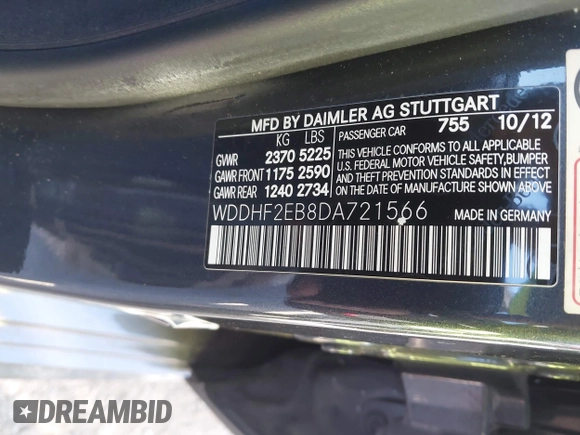 MFD BY DAIMLER AG STUTTGART
KG LBS PASSENGER CAR 755 10/12
GVWR 2370 5225
GAWR FRONT 1175 2590
GAWR REAR 1240 2734
THIS VEHICLE CONFORMS TO ALL APPLICABLE
U.S. FEDERAL MOTOR VEHICLE SAFETY,BUMPER
AND THEFT PREVENTION STANDARDS IN EFFECT
ON THE DATE OF MANUFACTURE SHOWN ABOVE.
WDDHF2EB8DA721566 MADE IN GERMANY
DREAMBID